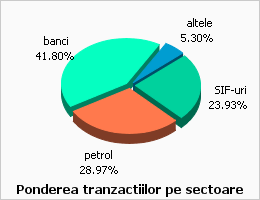 altele
5.30%
banci
41.80%
SIF-uri
23.93%
petrol
28.97%
Ponderea tranzactiilor pe sectoare